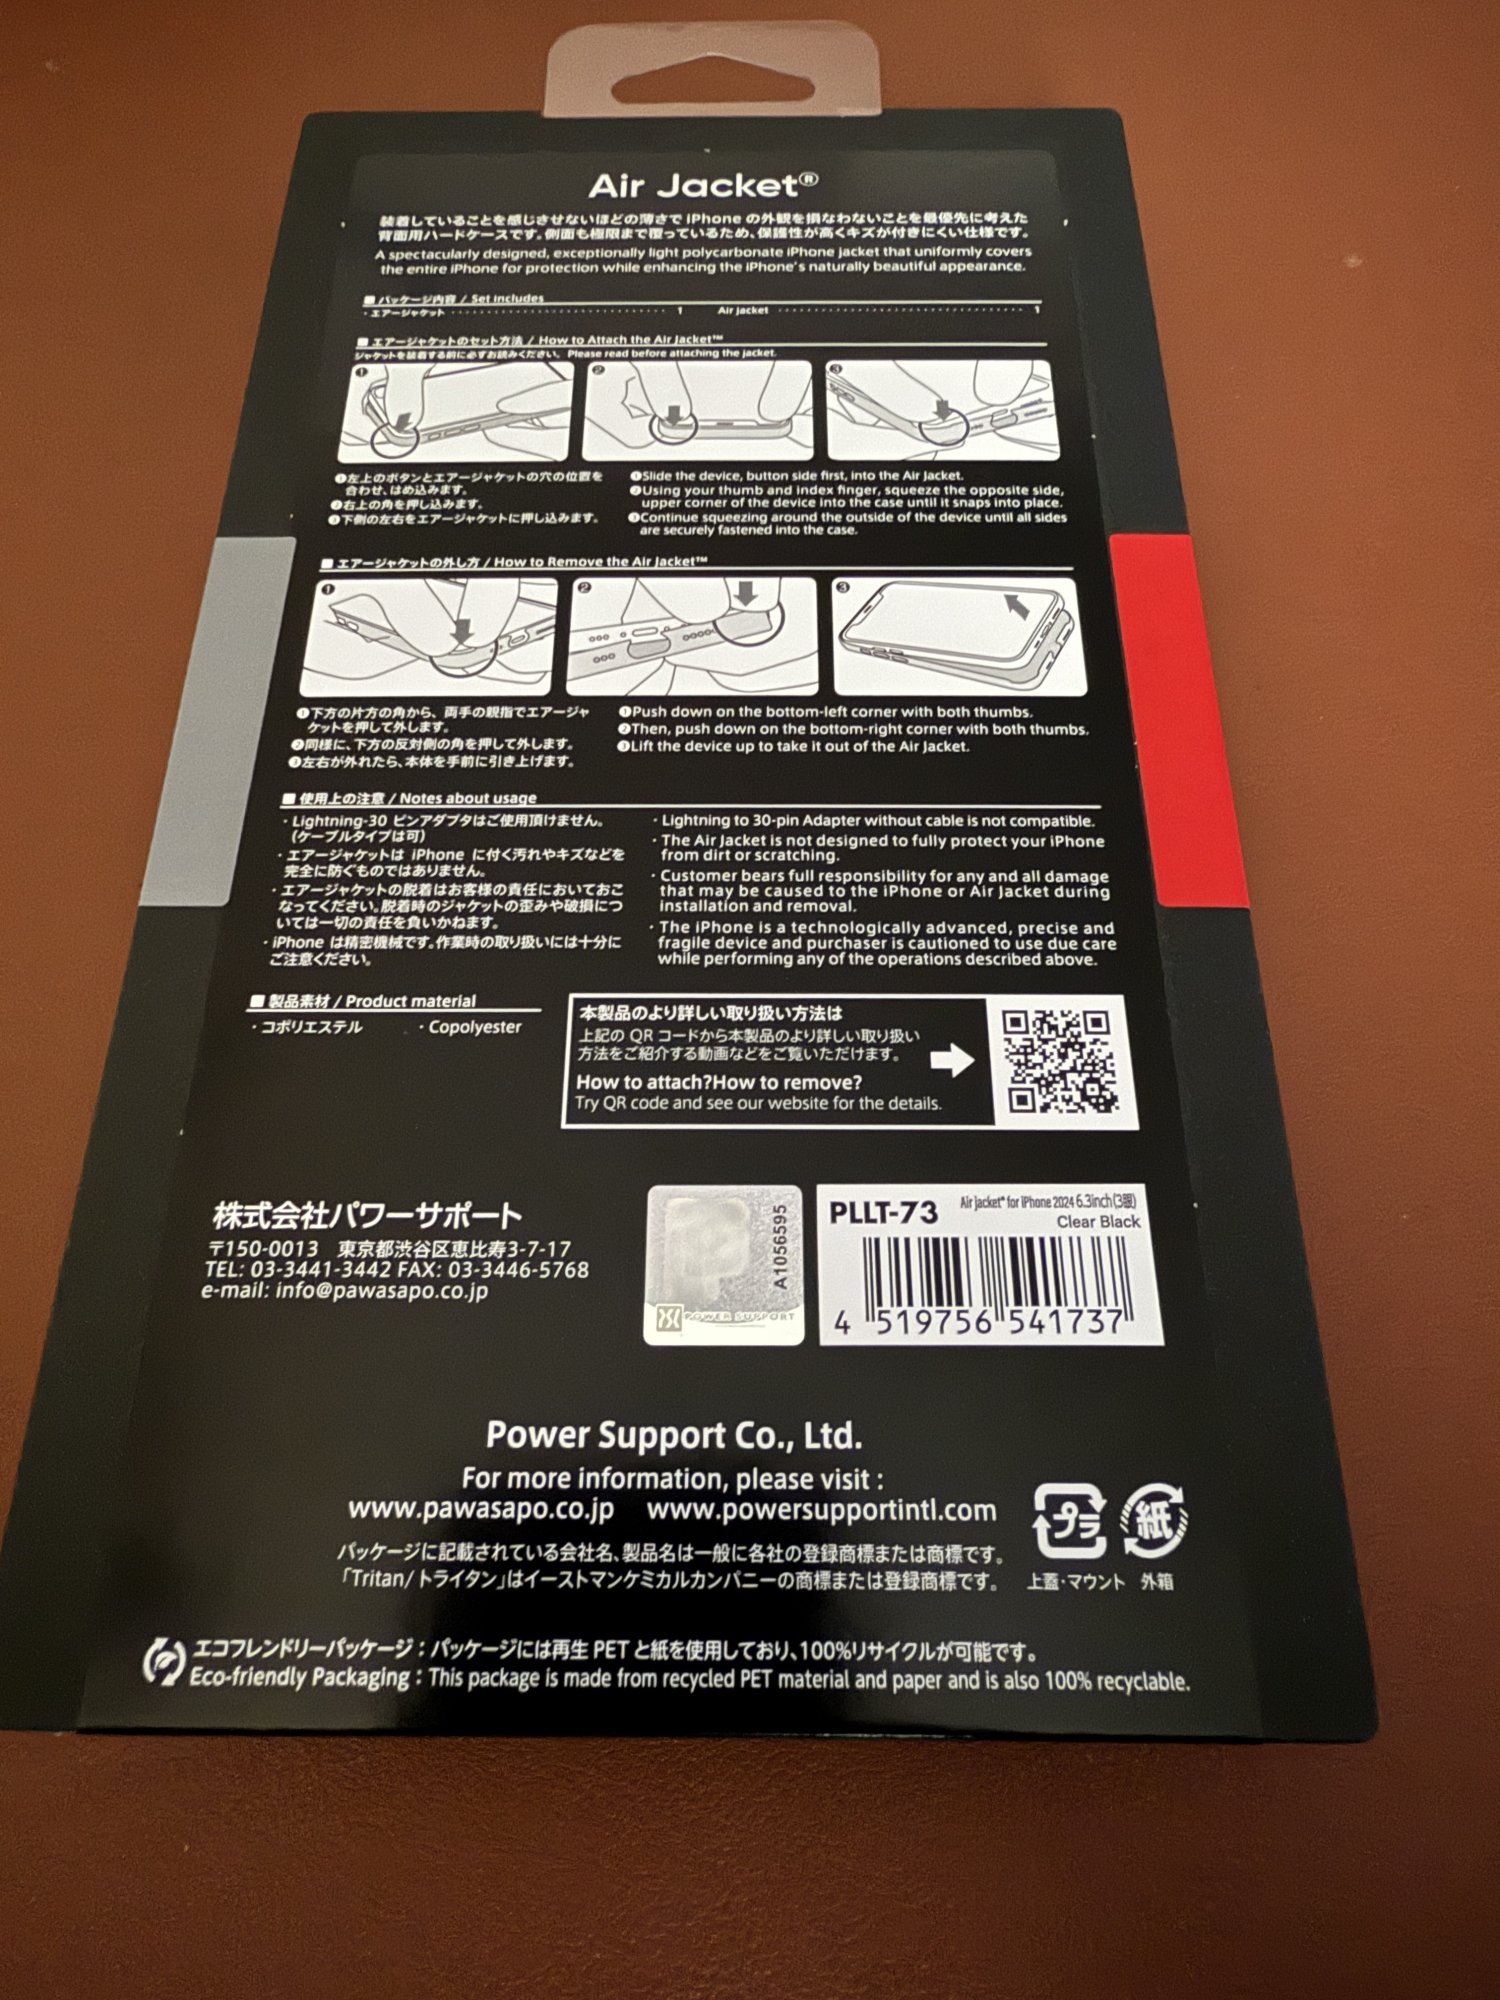 Air Jacket®
装着していることを感じさせないほどの薄さで iPhone の外観を損なわないことを最優先に考えた
背面用ハードケースです。側面も極限まで覆っているため、保護性が高くキズが付きにくい仕様です。
A spectacularly designed, exceptionally light polycarbonate iPhone jacket that uniformly covers
the entire iPhone for protection while enhancing the iPhone's naturally beautiful appearance.
■ パッケージ内容 / Set includes
・エアージャケット 1 Air Jacket 1
■ エアージャケットのセット方法 / How to Attach the Air Jacket™
ジャケットを装着する前に必ずお読みください。 Please read before attaching the jacket.
❶ ❷ ❸
❶左上のボタンとエアージャケットの穴の位置を
合わせ、はめ込みます。
❷右上の角を押し込みます。
❸下側の左右をエアージャケットに押し込みます。
❶Slide the device, button side first, into the Air Jacket.
❷Using your thumb and index finger, squeeze the opposite side,
upper corner of the device into the case until it snaps into place.
❸Continue squeezing around the outside of the device until all sides
are securely fastened into the case.
■ エアージャケットの外し方 / How to Remove the Air Jacket™
❶ ❷ ❸
❶下方の片方の角から、両手の親指でエアージャ
ケットを押して外します。
❷同様に、下方の反対側の角を押して外します。
❸左右が外れたら、本体を手前に引き上げます。
❶Push down on the bottom-left corner with both thumbs.
❷Then, push down on the bottom-right corner with both thumbs.
❸Lift the device up to take it out of the Air Jacket.
■ 使用上の注意 / Notes about usage
・Lightning-30 ピンアダプタはご使用頂けません。
(ケーブルタイプは可)
・エアージャケットは iPhone に付く汚れやキズなどを
完全に防ぐものではありません。
・エアージャケットの脱着はお客様の責任においておこ
なってください。脱着時のジャケットの歪みや破損につ
いては一切の責任を負いかねます。
・iPhone は精密機械です。作業時の取り扱いには十分に
ご注意ください。
・Lightning to 30-pin Adapter without cable is not compatible.
・The Air Jacket is not designed to fully protect your iPhone
from dirt or scratching.
・Customer bears full responsibility for any and all damage
that may be caused to the iPhone or Air Jacket during
installation and removal.
・The iPhone is a technologically advanced, precise and
fragile device and purchaser is cautioned to use due care
while performing any of the operations described above.
■ 製品素材 / Product material
・コポリエステル ・Copolyester
本製品のより詳しい取り扱い方法は
上記の QR コードから本製品のより詳しい取り扱い
方法をご紹介する動画などをご覧いただけます。
How to attach?How to remove?
Try QR code and see our website for the details.
株式会社パワーサポート
〒150-0013 東京都渋谷区恵比寿3-7-17
TEL: 03-3441-3442 FAX: 03-3446-5768
e-mail: info@pawasapo.co.jp
A1056595
POWER SUPPORT
PLLT-73 Air jacket® for iPhone 2024 6.3inch(3眼)
Clear Black
4 519756 541737
Power Support Co., Ltd.
For more information, please visit :
www.pawasapo.co.jp www.powersupportintl.com
パッケージに記載されている会社名、製品名は一般に各社の登録商標または商標です。
「Tritan/トライタン」はイーストマンケミカルカンパニーの商標または登録商標です。
プラ 紙
上蓋・マウント 外箱
エコフレンドリーパッケージ：パッケージには再生 PET と紙を使用しており、100%リサイクルが可能です。
Eco-friendly Packaging : This package is made from recycled PET material and paper and is also 100% recyclable.